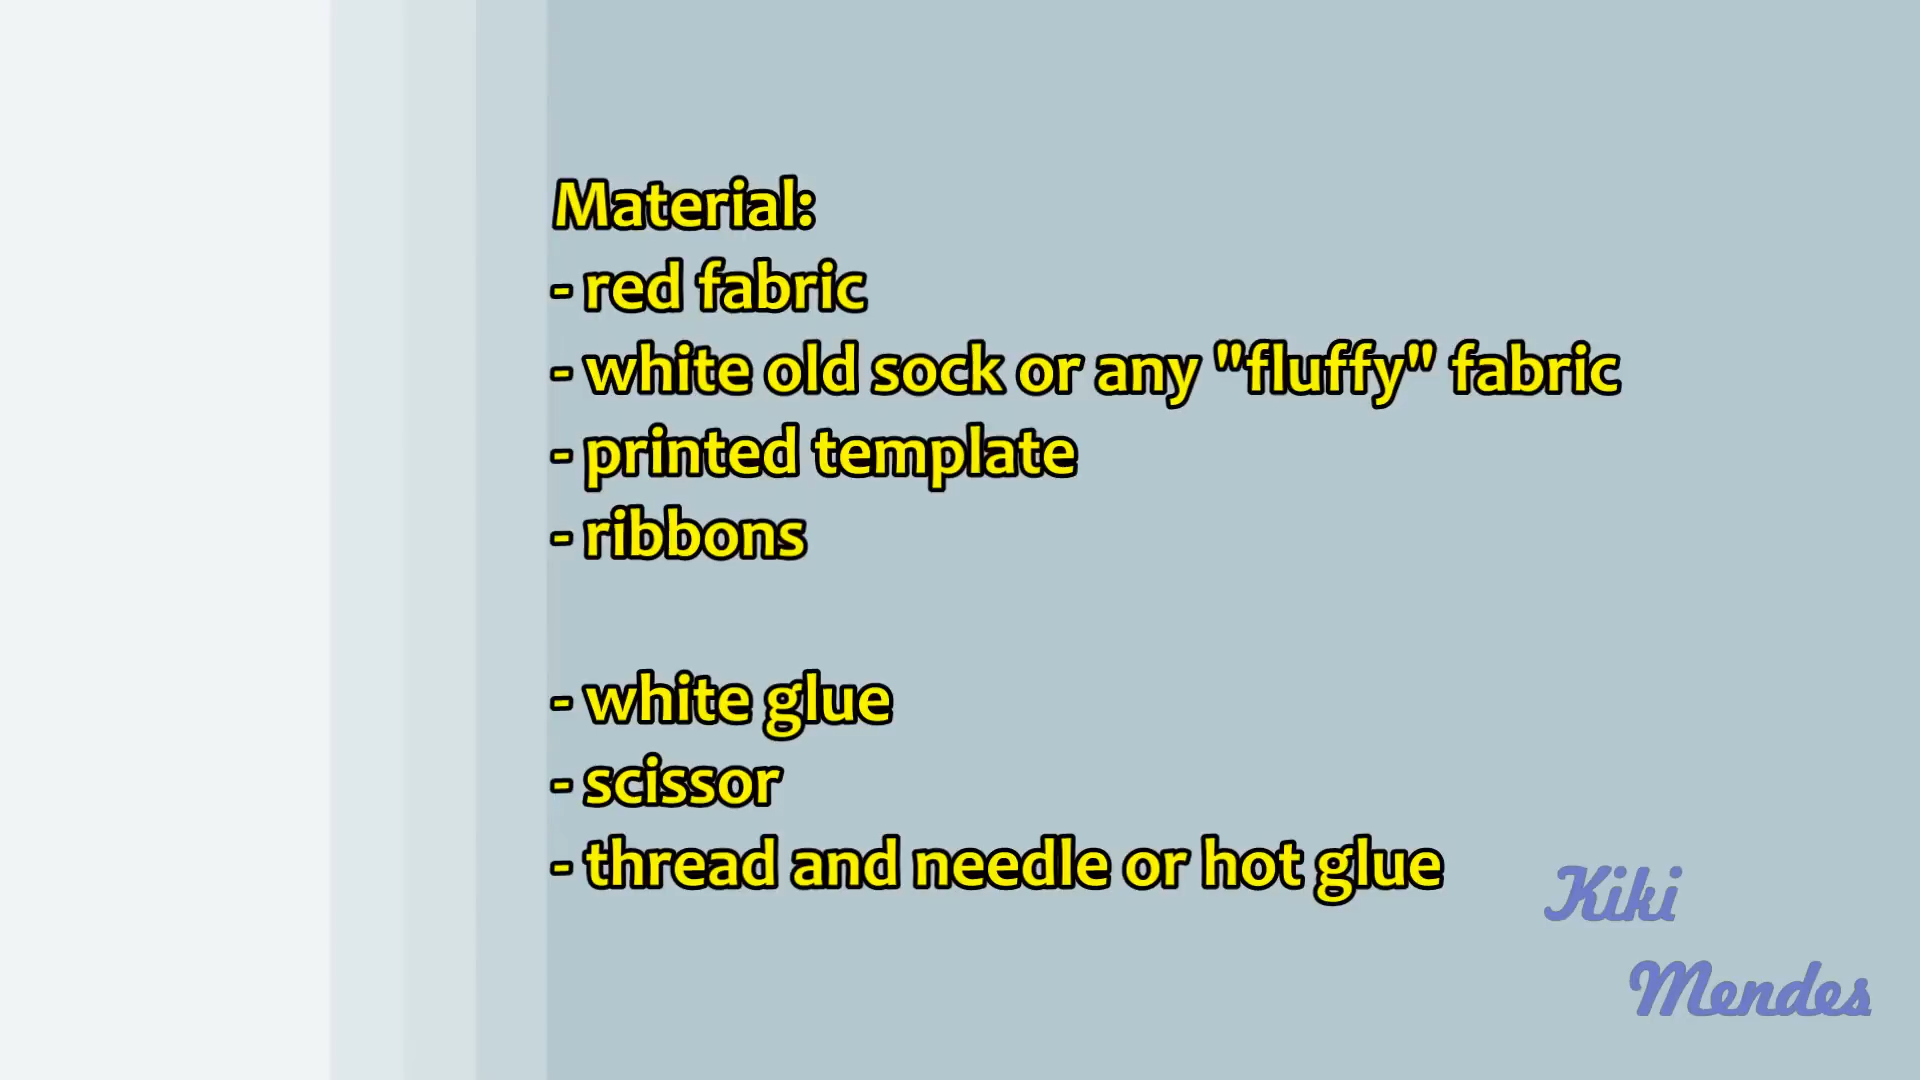 Material:
- red fabric
- white old sock or any "fluffy" fabric
- printed template
- ribbons
- white glue
- scissor
- thread and needle or hot glue
Kiki
Mendes